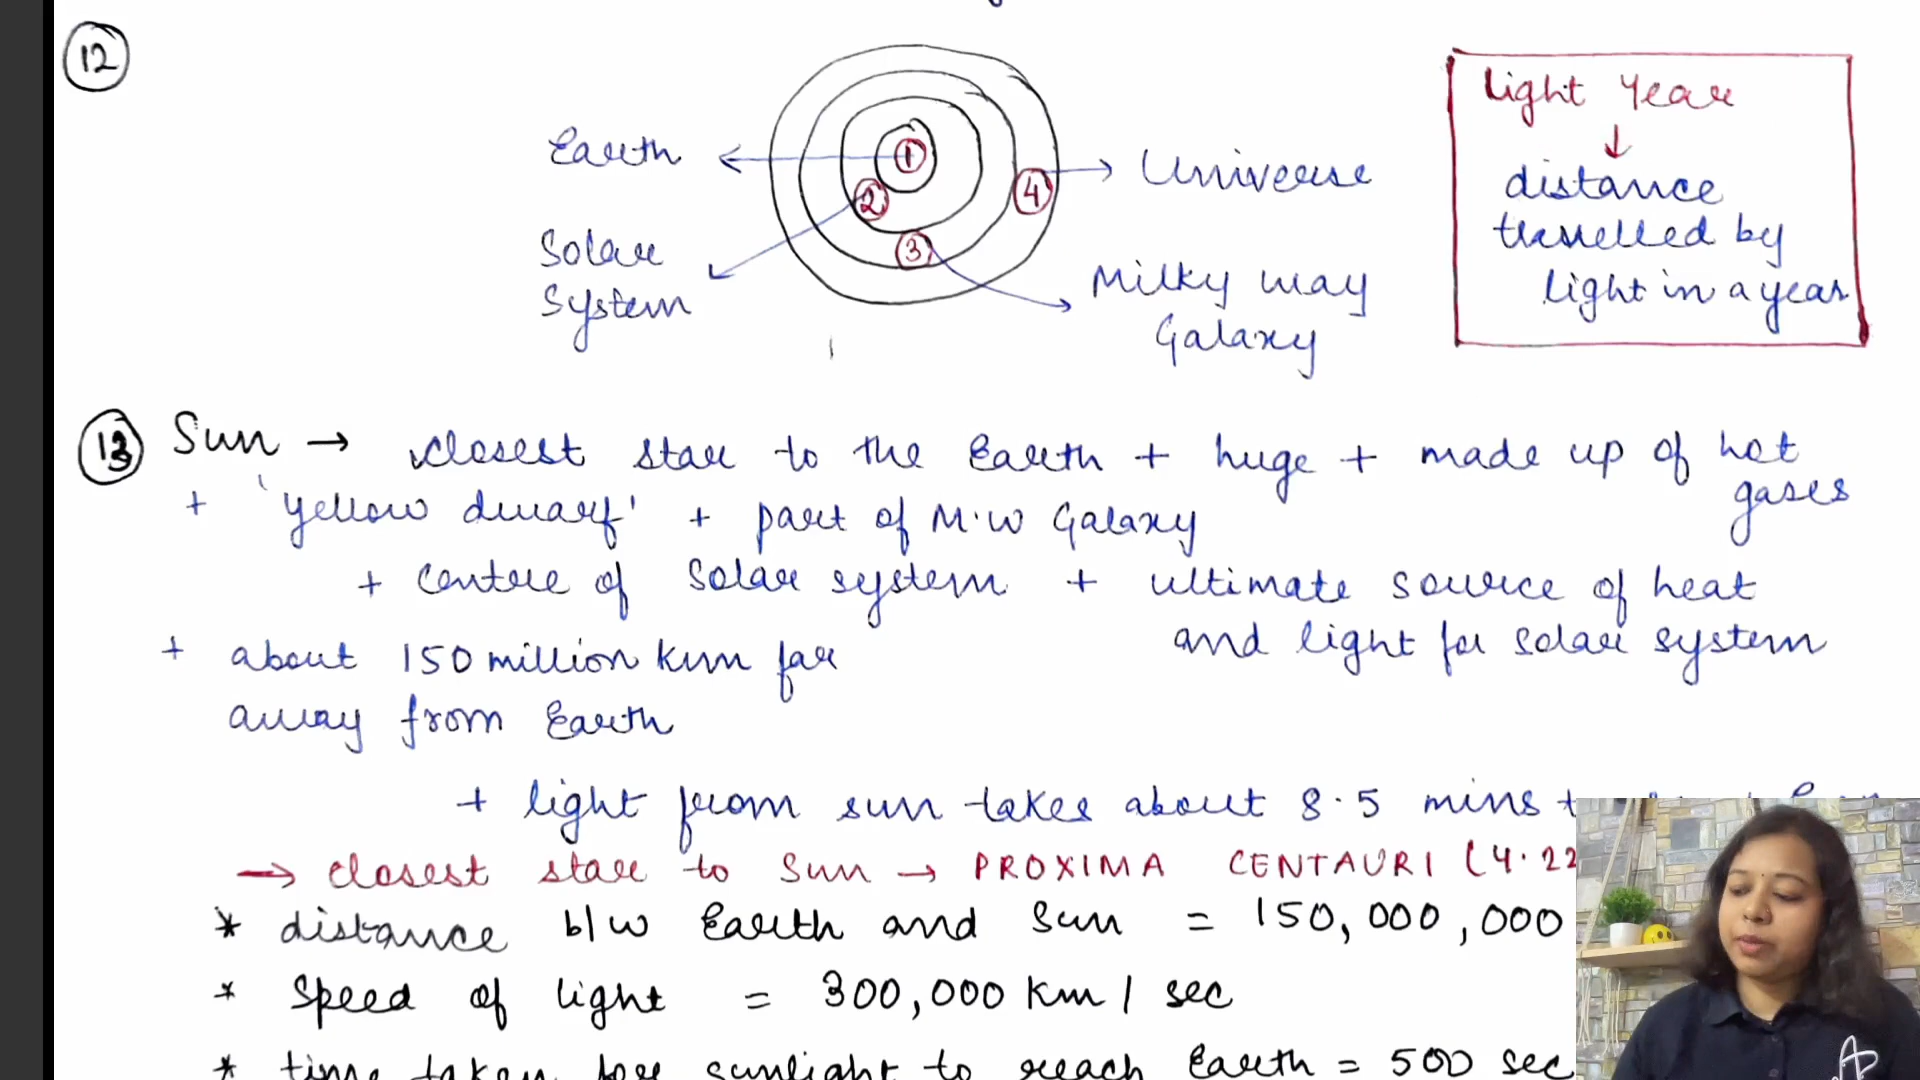 12
Light Year
Earth ① Universe
distance
② 4
travelled by
Solar ③
Milky way
Light in a year
System
Galaxy
13 Sun → closest star to the Earth + huge + made up of hot
gases
+ 'yellow dwarf' + part of M.W Galaxy
+ centre of solar system + ultimate source of heat
and light for solar system
+ about 150 million km far
away from Earth
+ light from sun takes about 8.5 mins
→ closest star to Sun → PROXIMA CENTAURI (4.22
* distance b/w Earth and Sun = 150,000,000
* Speed of light = 300,000 Km / sec
* time taken for sunlight to reach Earth = 500 sec